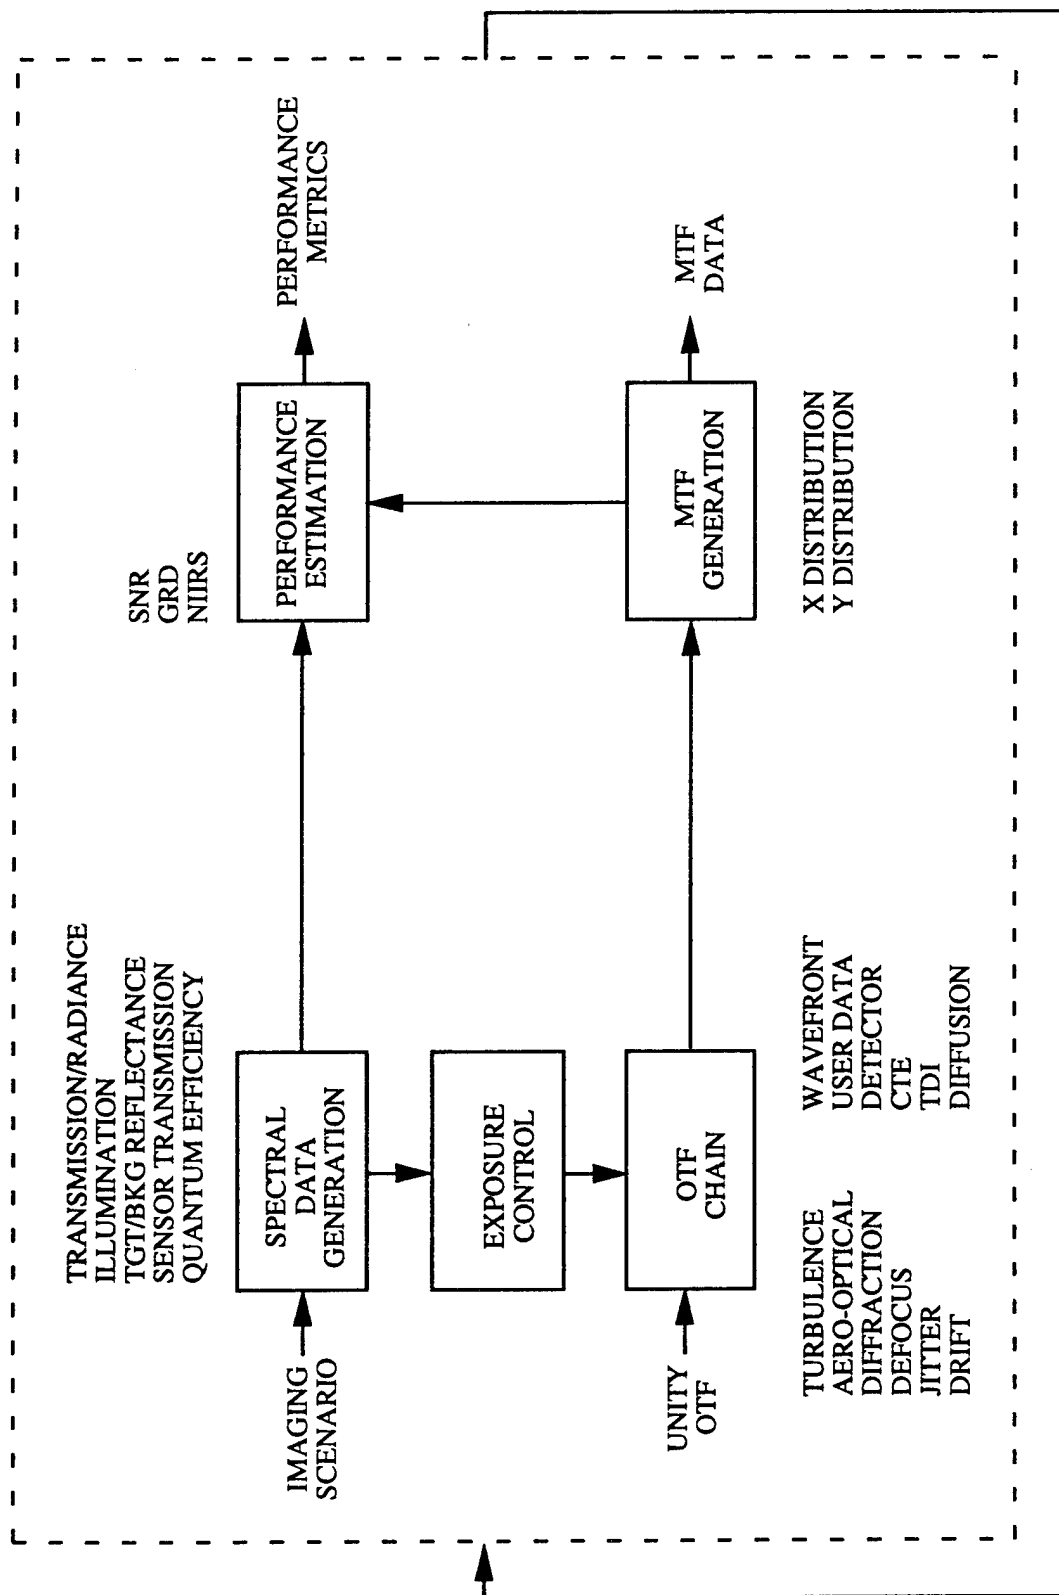 TRANSMISSION/RADIANCE
ILLUMINATION
TGT/BKG REFLECTANCE
SENSOR TRANSMISSION
QUANTUM EFFICIENCY
SNR
GRD
NIIRS
IMAGING
SCENARIO
SPECTRAL
DATA
GENERATION
PERFORMANCE
ESTIMATION
PERFORMANCE
METRICS
EXPOSURE
CONTROL
UNITY
OTF
OTF
CHAIN
MTF
GENERATION
MTF
DATA
TURBULENCE
AERO-OPTICAL
DIFFRACTION
DEFOCUS
JITTER
DRIFT
WAVEFRONT
USER DATA
DETECTOR
CTE
TDI
DIFFUSION
X DISTRIBUTION
Y DISTRIBUTION